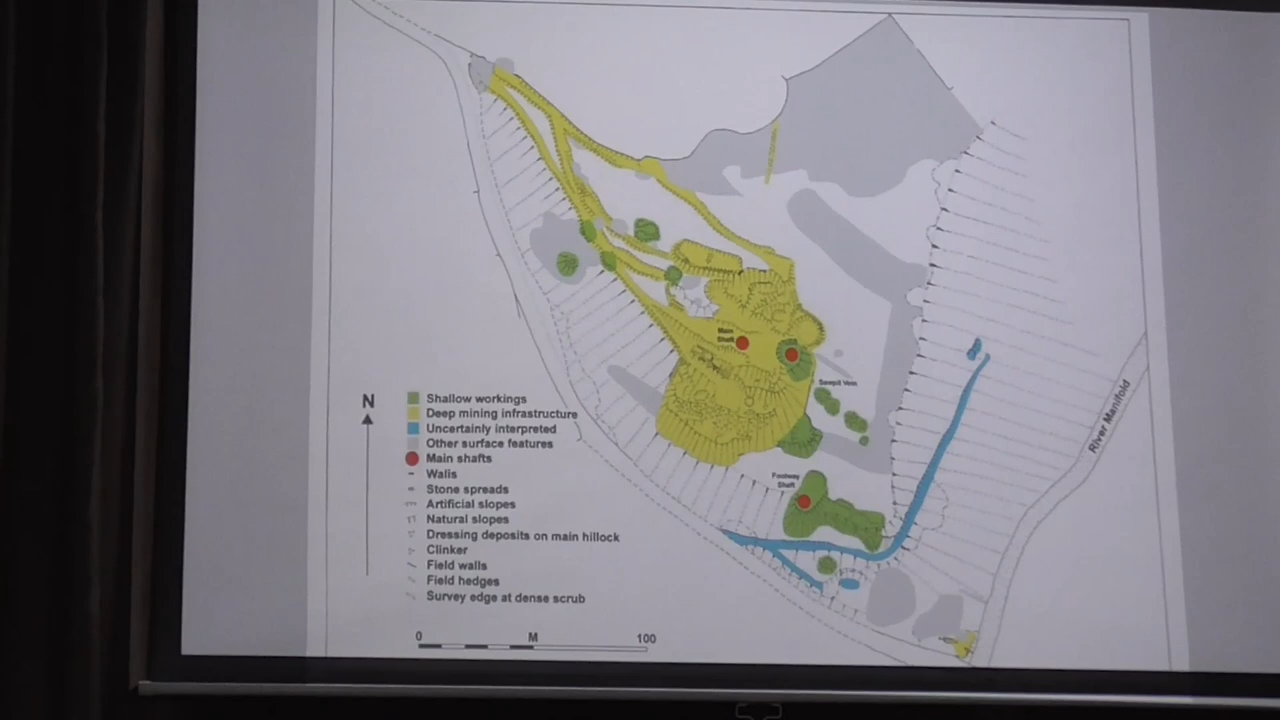 Main
Shaft
Sawpit Vein
River Manifold
Footway
Shaft
N
Shallow workings
Deep mining infrastructure
Uncertainly interpreted
Other surface features
Main shafts
Walls
Stone spreads
Artificial slopes
Natural slopes
Dressing deposits on main hillock
Clinker
Field walls
Field hedges
Survey edge at dense scrub
0 M 100